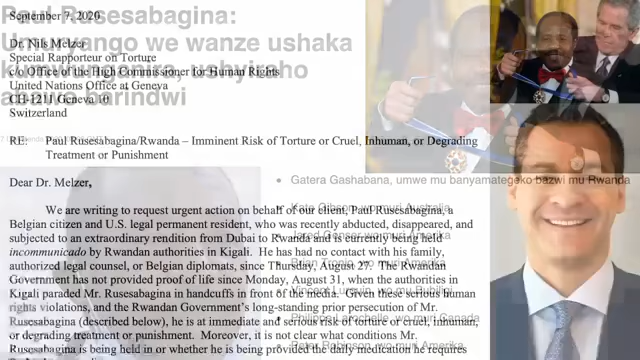 Paul Rusesabagina:
September 7, 2020
Dr. Nils Melzer
Special Rapporteur on Torture
c/o Office of the High Commissioner for Human Rights
United Nations Office at Geneva
CH-1211 Geneva 10
Switzerland
RE: Paul Rusesabagina/Rwanda – Imminent Risk of Torture or Cruel, Inhuman, or Degrading
Treatment or Punishment
Dear Dr. Melzer,
We are writing to request urgent action on behalf of our client, Paul Rusesabagina, a
Belgian citizen and U.S. legal permanent resident, who was recently abducted, disappeared, and
subjected to an extraordinary rendition from Dubai to Rwanda and is currently being held
incommunicado by Rwandan authorities in Kigali. He has had no contact with his family,
authorized legal counsel, or Belgian diplomats, since Thursday, August 27. The Rwandan
Government has not provided proof of life since Monday, August 31, when the authorities in
Kigali paraded Mr. Rusesabagina in handcuffs in front of the media. Given these serious human
rights violations, and the Rwandan Government's long-standing prior persecution of Mr.
Rusesabagina (described below), he is at immediate and serious risk of torture or cruel, inhuman,
or degrading treatment or punishment. Moreover, it is not clear what conditions Mr.
Rusesabagina is being held in or whether he is being provided the daily medication he requires
we wanze ushaka
barindwi
• Gatera Gashabana, umwe mu banyamategeko bazwi mu Rwanda